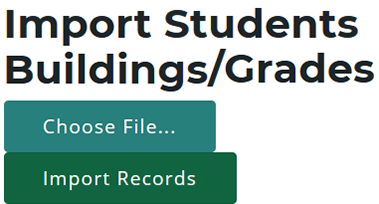 Import Students
Buildings/Grades
Choose File...
Import Records